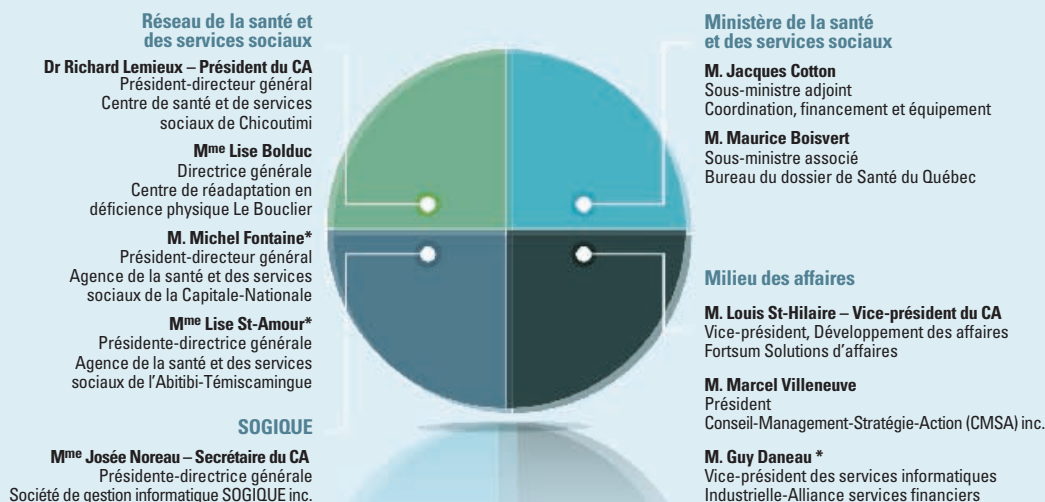 Réseau de la santé et
des services sociaux
Dr Richard Lemieux – Président du CA
Président-directeur général
Centre de santé et de services
sociaux de Chicoutimi
Mme Lise Bolduc
Directrice générale
Centre de réadaptation en
déficience physique Le Bouclier
M. Michel Fontaine*
Président-directeur général
Agence de la santé et des services
sociaux de la Capitale-Nationale
Mme Lise St-Amour*
Présidente-directrice générale
Agence de la santé et des services
sociaux de l'Abitibi-Témiscamingue
SOGIQUE
Mme Josée Noreau – Secrétaire du CA
Présidente-directrice générale
Société de gestion informatique SOGIQUE inc.
Ministère de la santé
et des services sociaux
M. Jacques Cotton
Sous-ministre adjoint
Coordination, financement et équipement
M. Maurice Boisvert
Sous-ministre associé
Bureau du dossier de Santé du Québec
Milieu des affaires
M. Louis St-Hilaire – Vice-président du CA
Vice-président, Développement des affaires
Fortsum Solutions d'affaires
M. Marcel Villeneuve
Président
Conseil-Management-Stratégie-Action (CMSA) inc.
M. Guy Daneau *
Vice-président des services informatiques
Industrielle-Alliance services financiers